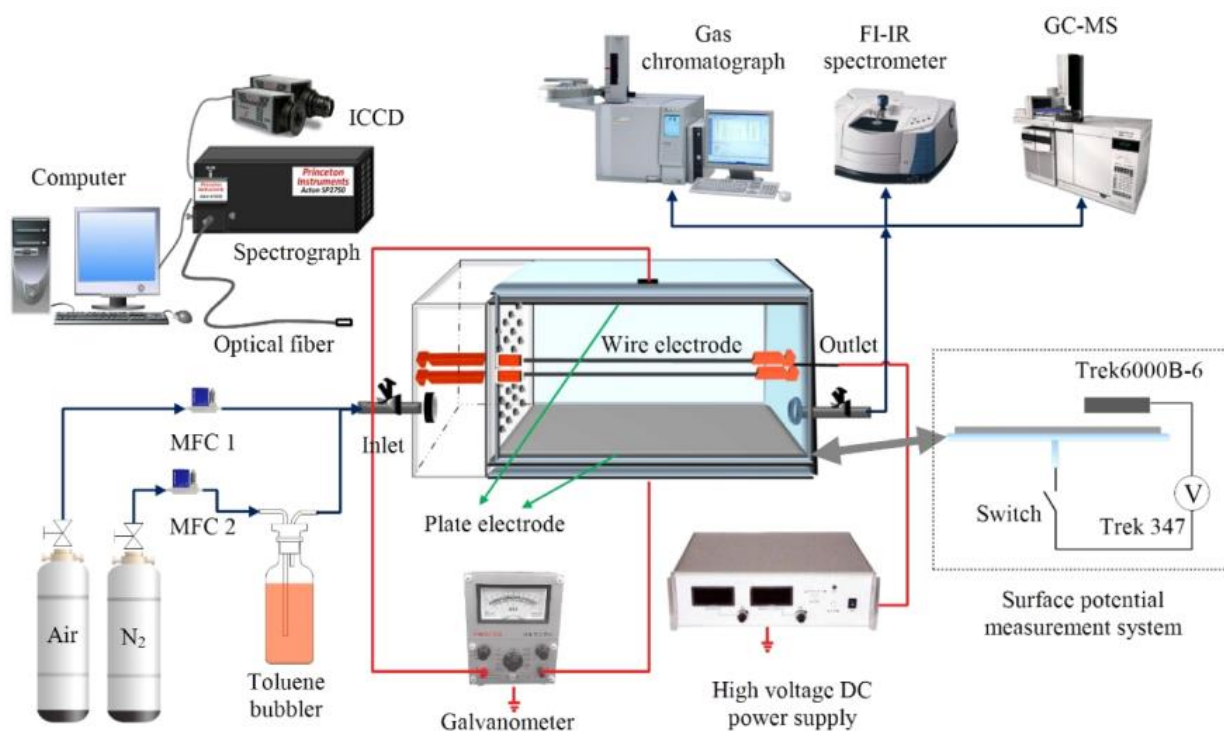 Gas
chromatograph
FI-IR
spectrometer
GC-MS
ICCD
Computer
Princeton
Instruments
Acton SP2750
Spectrograph
Optical fiber
Wire electrode
Outlet
Trek6000B-6
MFC 1
Inlet
MFC 2
Plate electrode
Switch
V
Trek 347
Air
N₂
Toluene
bubbler
Galvanometer
High voltage DC
power supply
Surface potential
measurement system